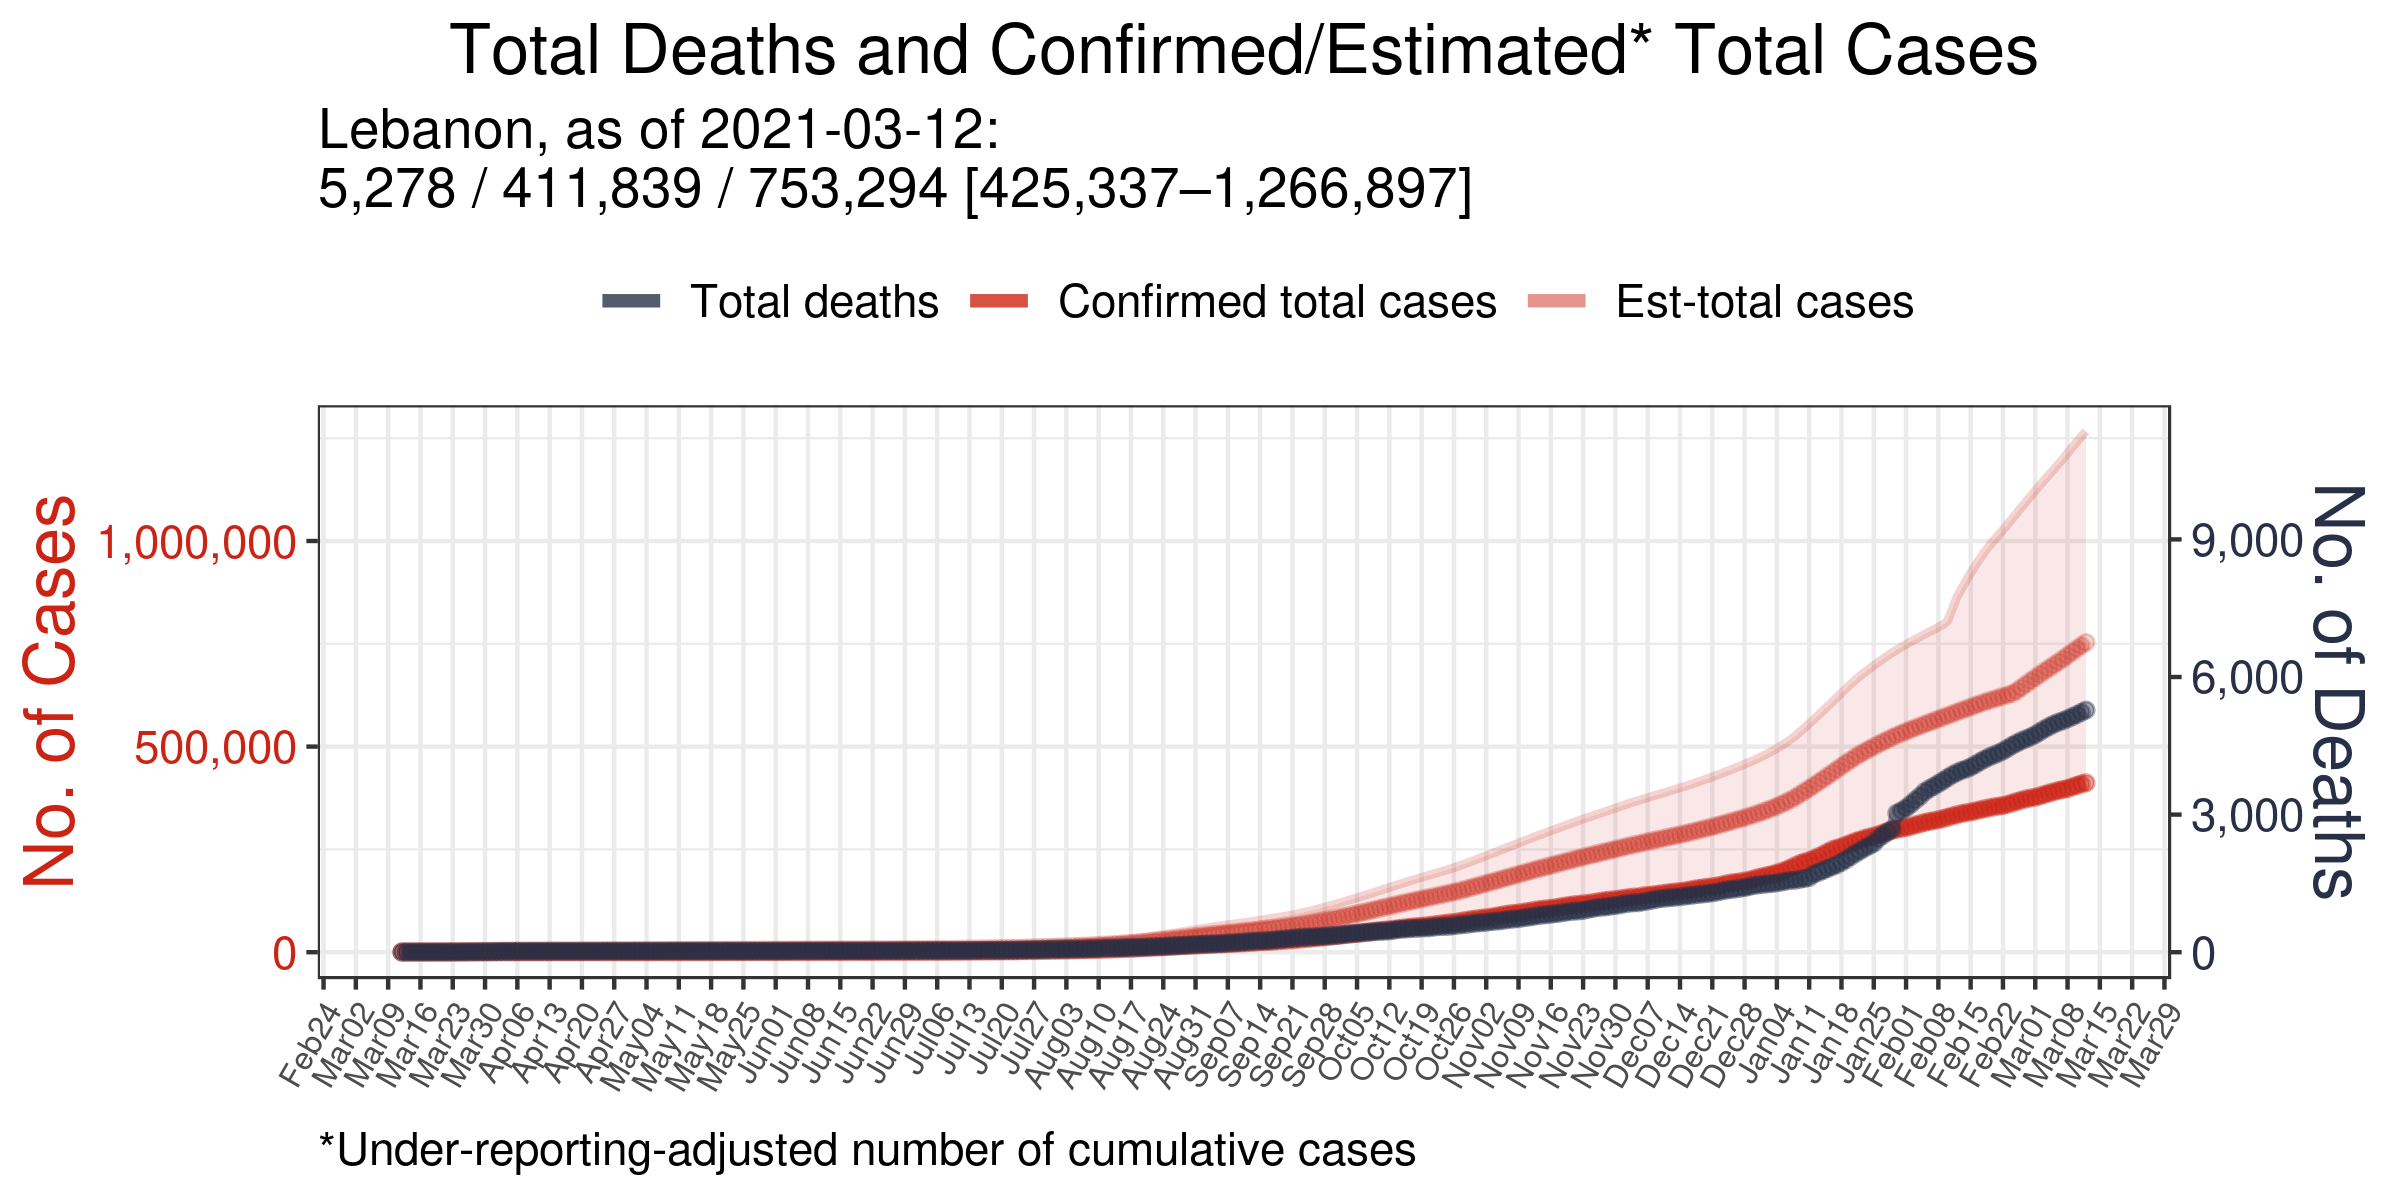 Total Deaths and Confirmed/Estimated* Total Cases
Lebanon, as of 2021-03-12:
5,278 / 411,839 / 753,294 [425,337–1,266,897]
Total deaths
Confirmed total cases
Est-total cases
No. of Cases
1,000,000
500,000
0
No. of Deaths
9,000
6,000
3,000
0
Feb24
Mar02
Mar09
Mar16
Mar23
Mar30
Apr06
Apr13
Apr20
Apr27
May04
May11
May18
May25
Jun01
Jun08
Jun15
Jun22
Jun29
Jul06
Jul13
Jul20
Jul27
Aug03
Aug10
Aug17
Aug24
Aug31
Sep07
Sep14
Sep21
Sep28
Oct05
Oct12
Oct19
Oct26
Nov02
Nov09
Nov16
Nov23
Nov30
Dec07
Dec14
Dec21
Dec28
Jan04
Jan11
Jan18
Jan25
Feb01
Feb08
Feb15
Feb22
Mar01
Mar08
Mar15
Mar22
Mar29
*Under-reporting-adjusted number of cumulative cases